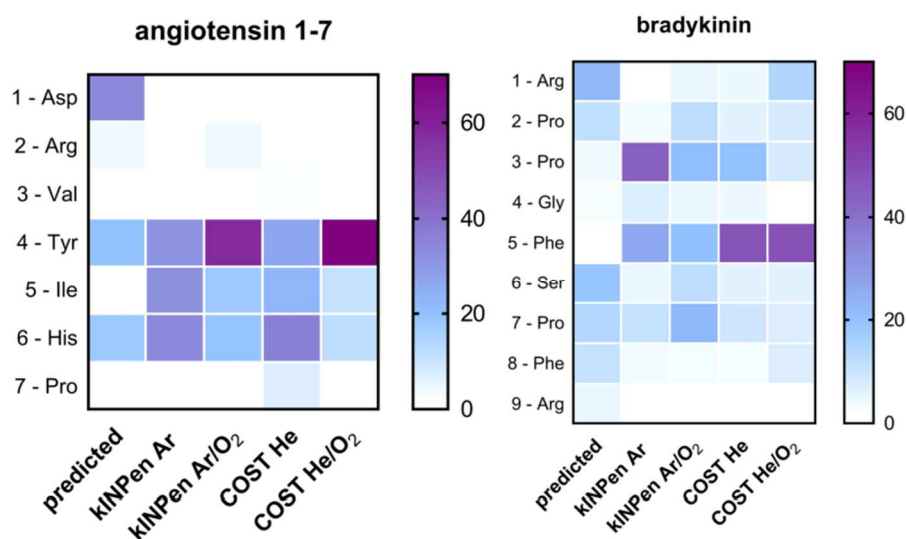 angiotensin 1-7
1 - Asp
2 - Arg
3 - Val
4 - Tyr
5 - Ile
6 - His
7 - Pro
predicted
kINPen Ar
kINPen Ar/O₂
COST He
COST He/O₂
60
40
20
0
bradykinin
1 - Arg
2 - Pro
3 - Pro
4 - Gly
5 - Phe
6 - Ser
7 - Pro
8 - Phe
9 - Arg
predicted
kINPen Ar
kINPen Ar/O₂
COST He
COST He/O₂
60
40
20
0